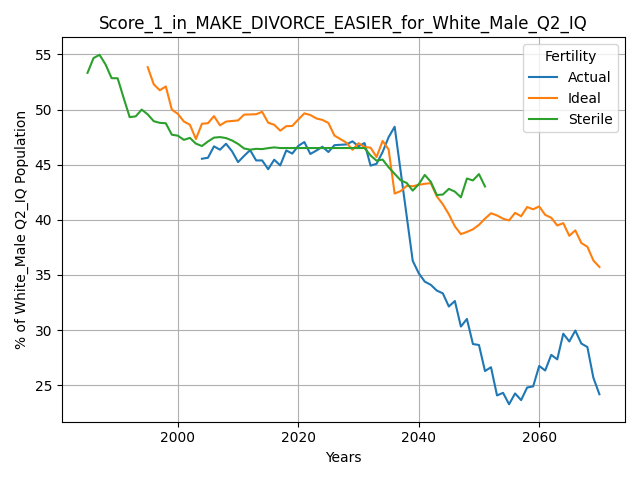 Score_1_in_MAKE_DIVORCE_EASIER_for_White_Male_Q2_IQ
% of White_Male Q2_IQ Population
55
50
45
40
35
30
25
Fertility
Actual
Ideal
Sterile
2000
2020
2040
2060
Years